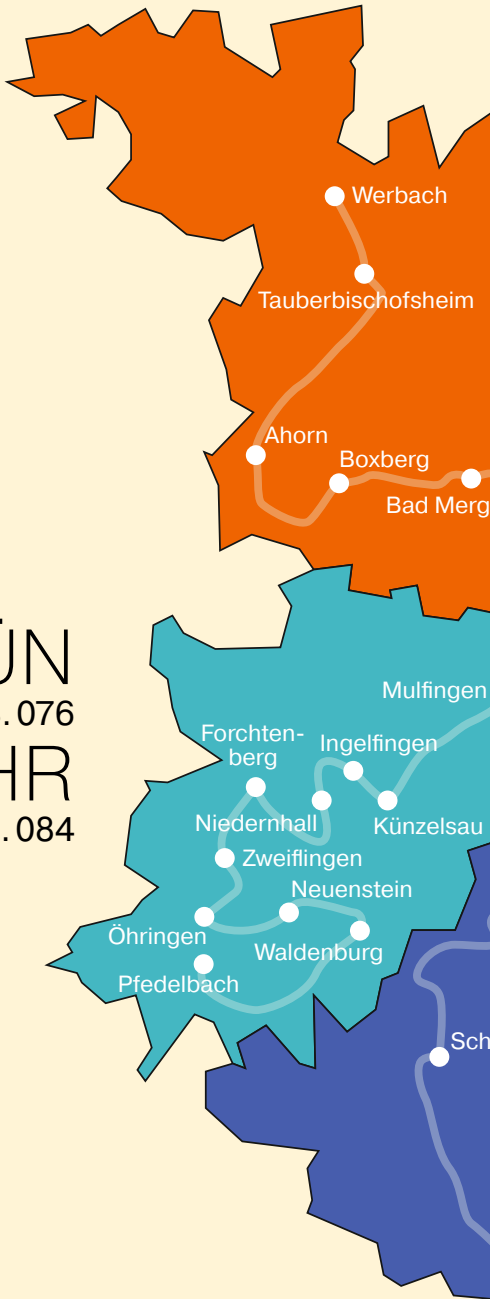 Werbach
Tauberbischofsheim
Ahorn
Boxberg
Bad Merg
ÜN
. 076
HR
. 084
Mulfingen
Forchten-
berg
Ingelfingen
Niedernhall
Künzelsau
Zweiflingen
Neuenstein
Öhringen
Waldenburg
Pfedelbach
Sch